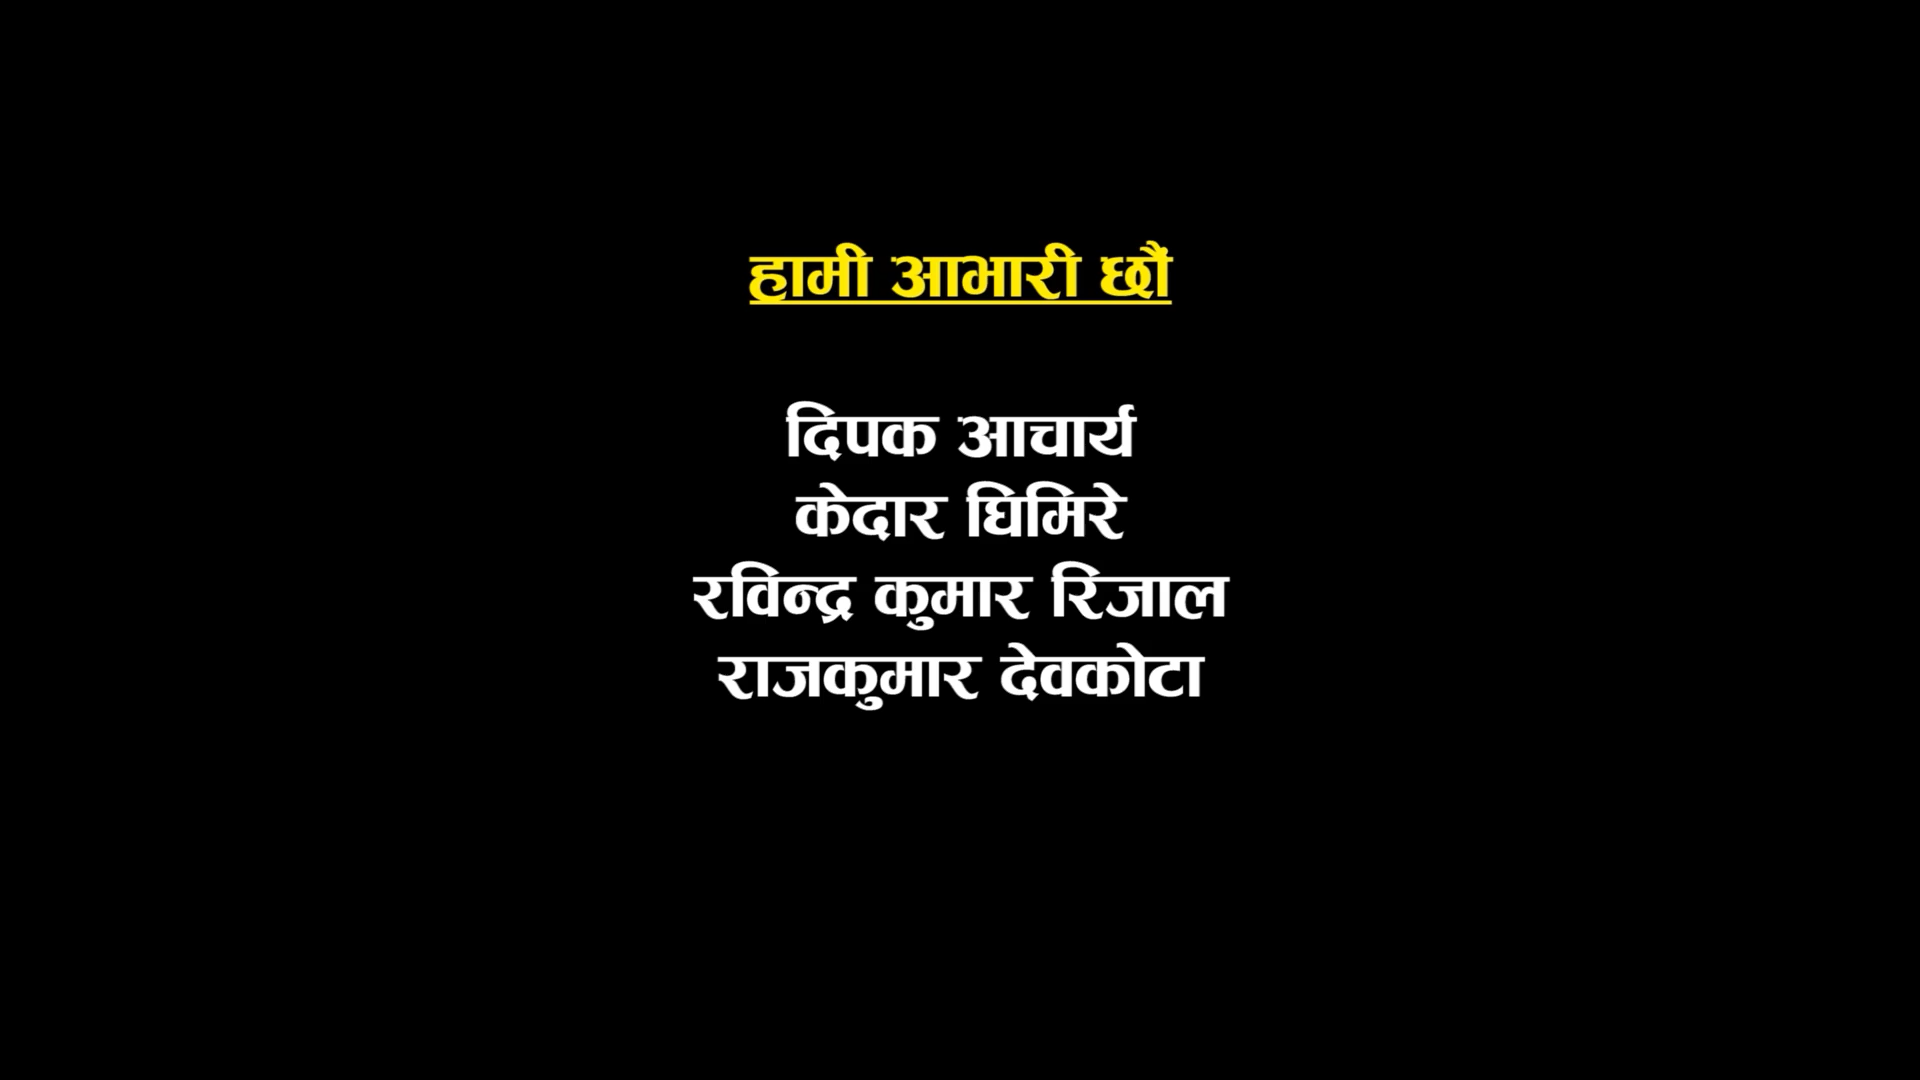 हामी आभारी छौं
दिपक आचार्य
केदार घिमिरे
रविन्द्र कुमार रिजाल
राजकुमार देवकोटा